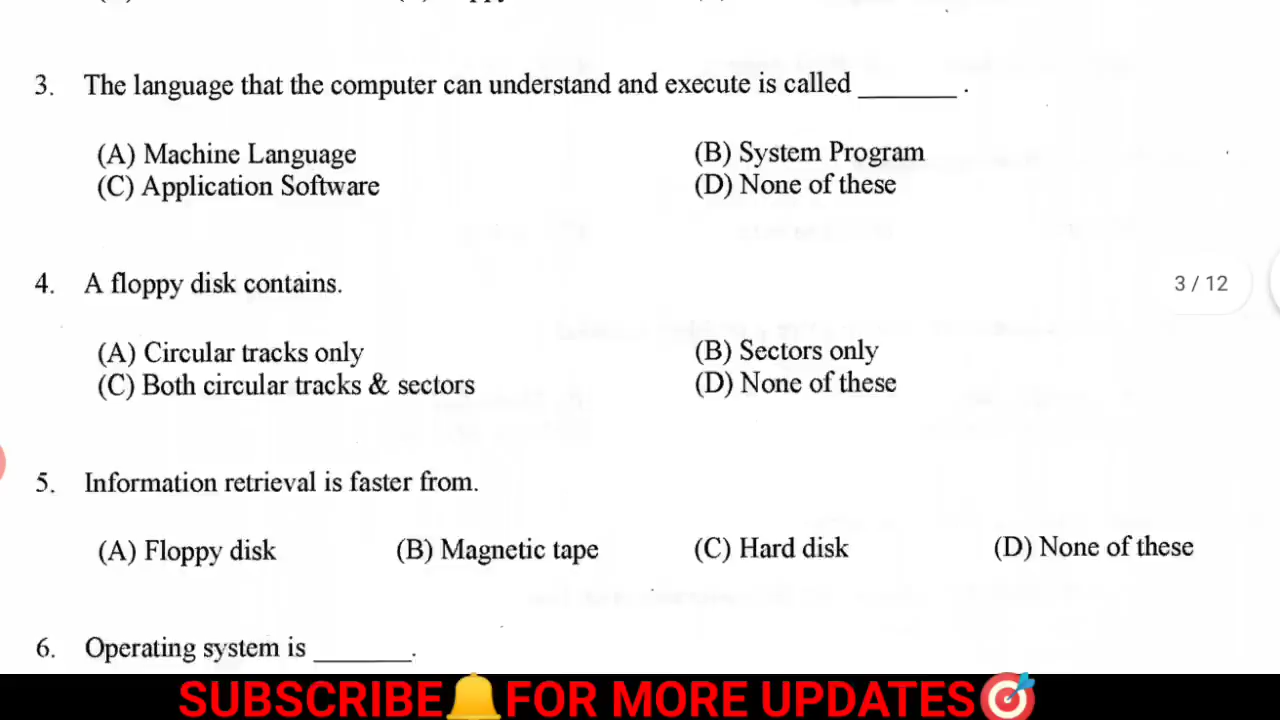 3. The language that the computer can understand and execute is called _______ .
(A) Machine Language (B) System Program
(C) Application Software (D) None of these
4. A floppy disk contains.
(A) Circular tracks only (B) Sectors only
(C) Both circular tracks & sectors (D) None of these
3 / 12
5. Information retrieval is faster from.
(A) Floppy disk (B) Magnetic tape (C) Hard disk (D) None of these
6. Operating system is _______.
SUBSCRIBE🔔FOR MORE UPDATES🎯